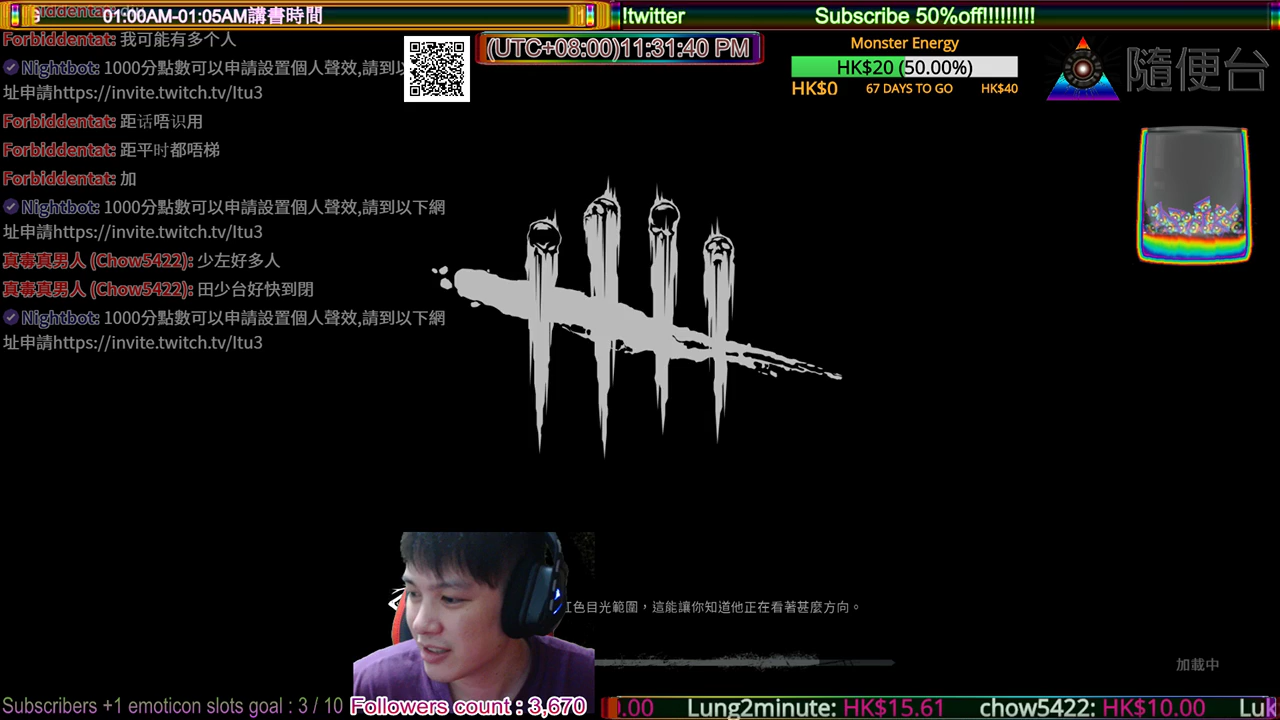 01:00AM-01:05AM講書時間
!twitter
Subscribe 50%off!!!!!!!!!
Forbiddentat: 我可能有多个人
Nightbot: 1000分點數可以申請設置個人聲效,請到以
址申請https://invite.twitch.tv/ltu3
Forbiddentat: 距话唔识用
Forbiddentat: 距平时都唔梯
Forbiddentat: 加
Nightbot: 1000分點數可以申請設置個人聲效,請到以下網
址申請https://invite.twitch.tv/ltu3
真毒真男人 (Chow5422): 少左好多人
真毒真男人 (Chow5422): 田少台好快到閉
Nightbot: 1000分點數可以申請設置個人聲效,請到以下網
址申請https://invite.twitch.tv/ltu3
(UTC+08:00)11:31:40 PM
Monster Energy
HK$20 (50.00%)
HK$0 67 DAYS TO GO HK$40
隨便台
紅色目光範圍，這能讓你知道他正在看著甚麼方向。
加載中
Subscribers +1 emoticon slots goal : 3 / 10
Followers count : 3,670
0.00 Lung2minute: HK$15.61 chow5422: HK$10.00 Luk